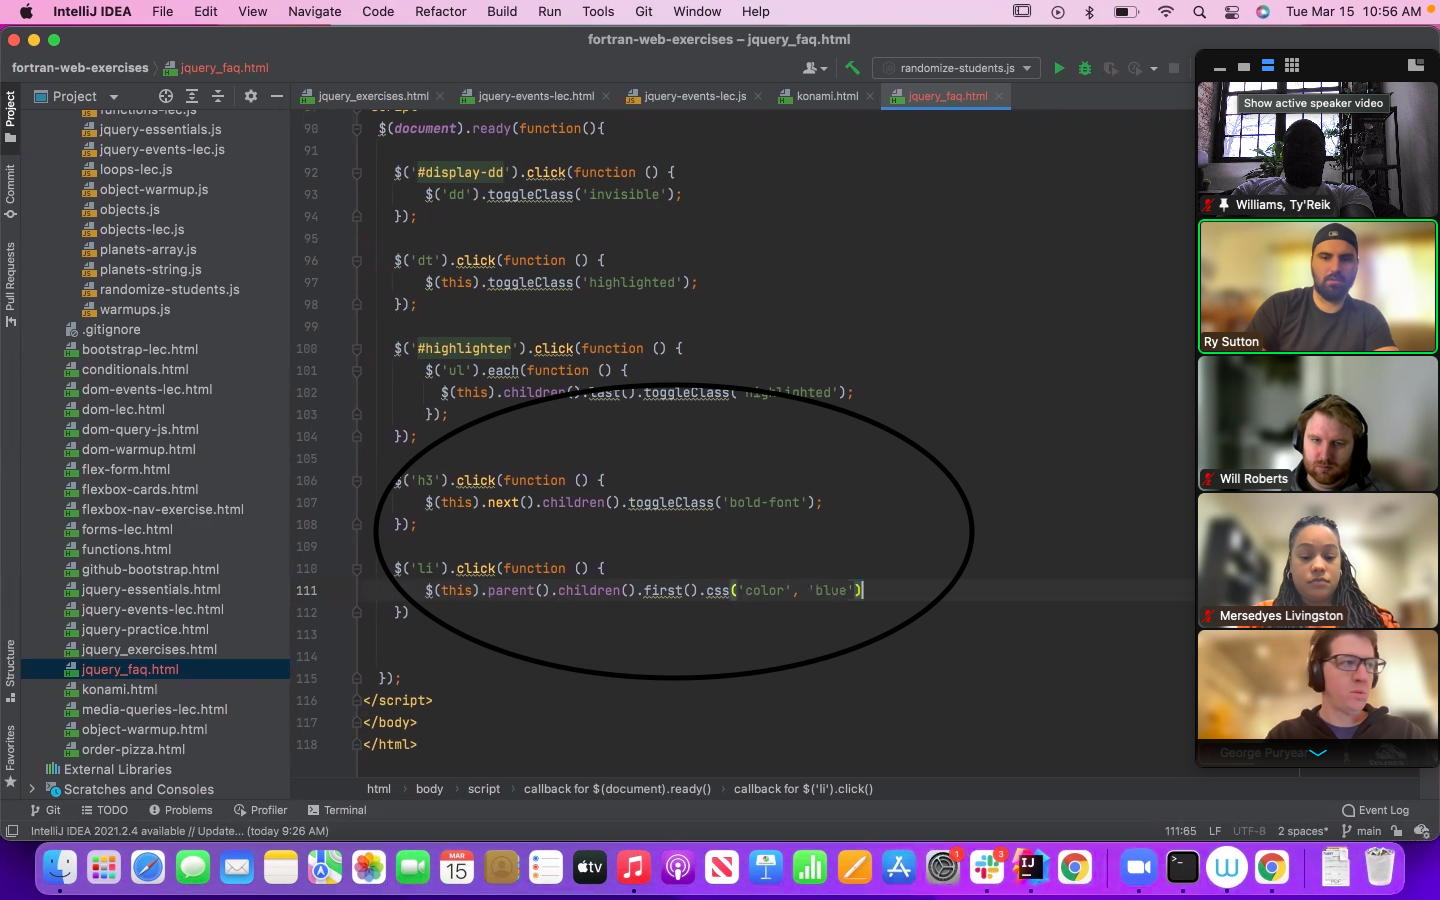 IntelliJ IDEA File Edit View Navigate Code Refactor Build Run Tools Git Window Help Tue Mar 15 10:56 AM
fortran-web-exercises – jquery_faq.html
fortran-web-exercises jquery_faq.html randomize-students.js
Project jquery_exercises.html jquery-events-lec.html jquery-events-lec.js konami.html jquery_faq.html
Project
Commit
Pull Requests
Structure
Favorites
functions-lec.js
jquery-essentials.js
jquery-events-lec.js
loops-lec.js
object-warmup.js
objects.js
objects-lec.js
planets-array.js
planets-string.js
randomize-students.js
warmups.js
.gitignore
bootstrap-lec.html
conditionals.html
dom-events-lec.html
dom-lec.html
dom-query-js.html
dom-warmup.html
flex-form.html
flexbox-cards.html
flexbox-nav-exercise.html
forms-lec.html
functions.html
github-bootstrap.html
jquery-essentials.html
jquery-events-lec.html
jquery-practice.html
jquery_exercises.html
jquery_faq.html
konami.html
media-queries-lec.html
object-warmup.html
order-pizza.html
External Libraries
Scratches and Consoles
90 $(document).ready(function(){
91
92 $('#display-dd').click(function () {
93 $('dd').toggleClass('invisible');
94 });
95
96 $('dt').click(function () {
97 $(this).toggleClass('highlighted');
98 });
99
100 $('#highlighter').click(function () {
101 $('ul').each(function () {
102 $(this).children().last().toggleClass('highlighted');
103 });
104 });
105
106 $('h3').click(function () {
107 $(this).next().children().toggleClass('bold-font');
108 });
109
110 $('li').click(function () {
111 $(this).parent().children().first().css('color', 'blue')
112 })
113
114
115 });
116 </script>
117 </body>
118 </html>
html body script callback for $(document).ready() callback for $('li').click()
Show active speaker video
Williams, Ty'Reik
Ry Sutton
Will Roberts
Mersedyes Livingston
George Puryear
Git TODO Problems Profiler Terminal Event Log
IntelliJ IDEA 2021.2.4 available // Update... (today 9:26 AM) 111:65 LF UTF-8 2 spaces* main
MAR
15
tv
1
3
IJ